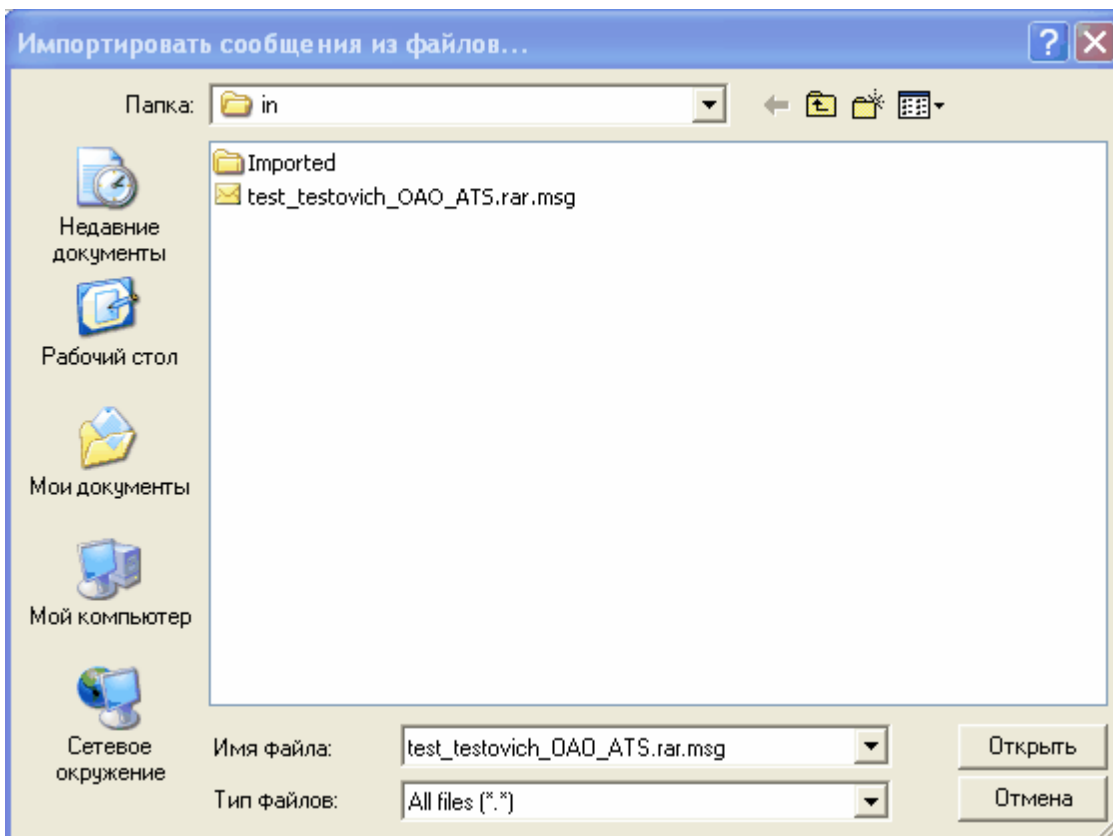 Импортировать сообщения из файлов...
Папка:
in
Imported
test_testovich_OAO_ATS.rar.msg
Недавние
документы
Рабочий стол
Мои документы
Мой компьютер
Сетевое
окружение
Имя файла:
test_testovich_OAO_ATS.rar.msg
Открыть
Тип файлов:
All files (*.*)
Отмена